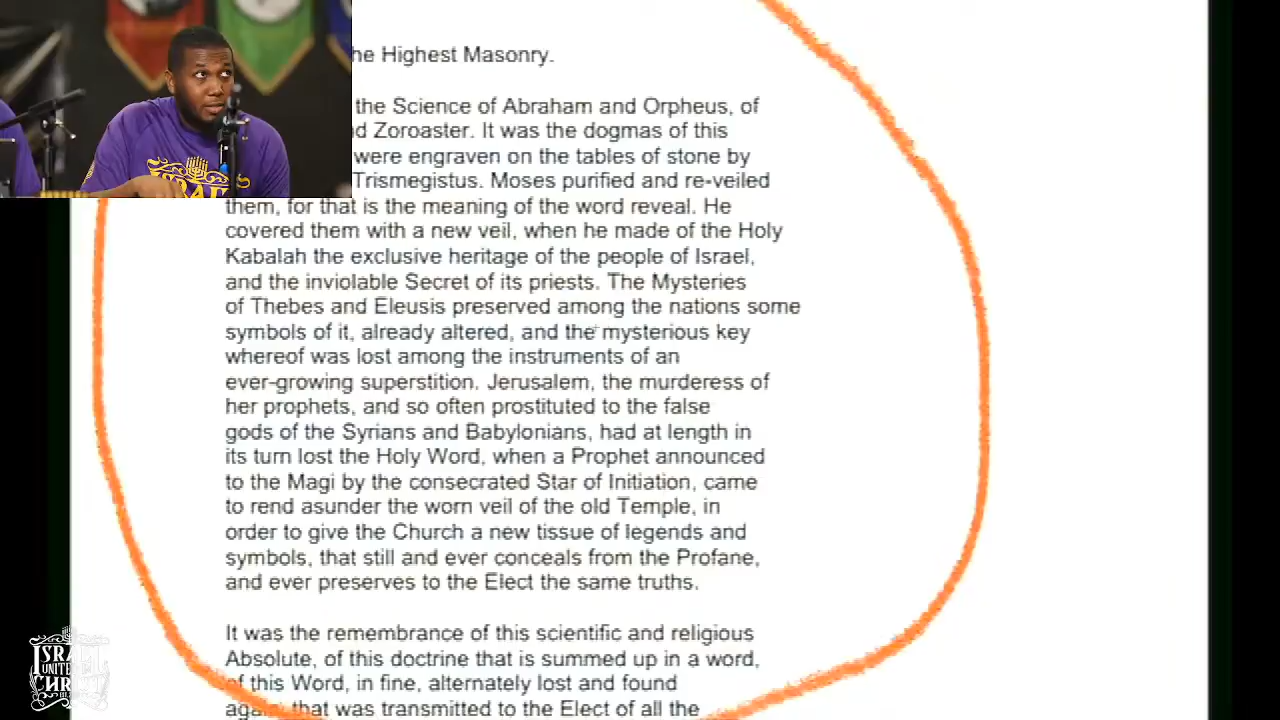 he Highest Masonry.
the Science of Abraham and Orpheus, of
d Zoroaster. It was the dogmas of this
were engraven on the tables of stone by
Trismegistus. Moses purified and re-veiled
them, for that is the meaning of the word reveal. He
covered them with a new veil, when he made of the Holy
Kabalah the exclusive heritage of the people of Israel,
and the inviolable Secret of its priests. The Mysteries
of Thebes and Eleusis preserved among the nations some
symbols of it, already altered, and the mysterious key
whereof was lost among the instruments of an
ever-growing superstition. Jerusalem, the murderess of
her prophets, and so often prostituted to the false
gods of the Syrians and Babylonians, had at length in
its turn lost the Holy Word, when a Prophet announced
to the Magi by the consecrated Star of Initiation, came
to rend asunder the worn veil of the old Temple, in
order to give the Church a new tissue of legends and
symbols, that still and ever conceals from the Profane,
and ever preserves to the Elect the same truths.
It was the remembrance of this scientific and religious
Absolute, of this doctrine that is summed up in a word,
of this Word, in fine, alternately lost and found
again, that was transmitted to the Elect of all the
ISRAEL
UNITED
CHRIST